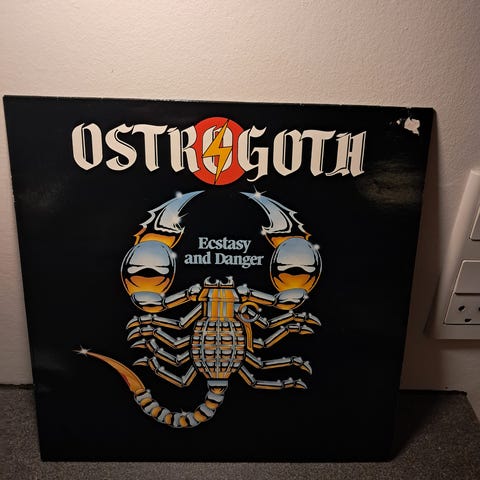 OSTROGOTH
Ecstasy
and Danger